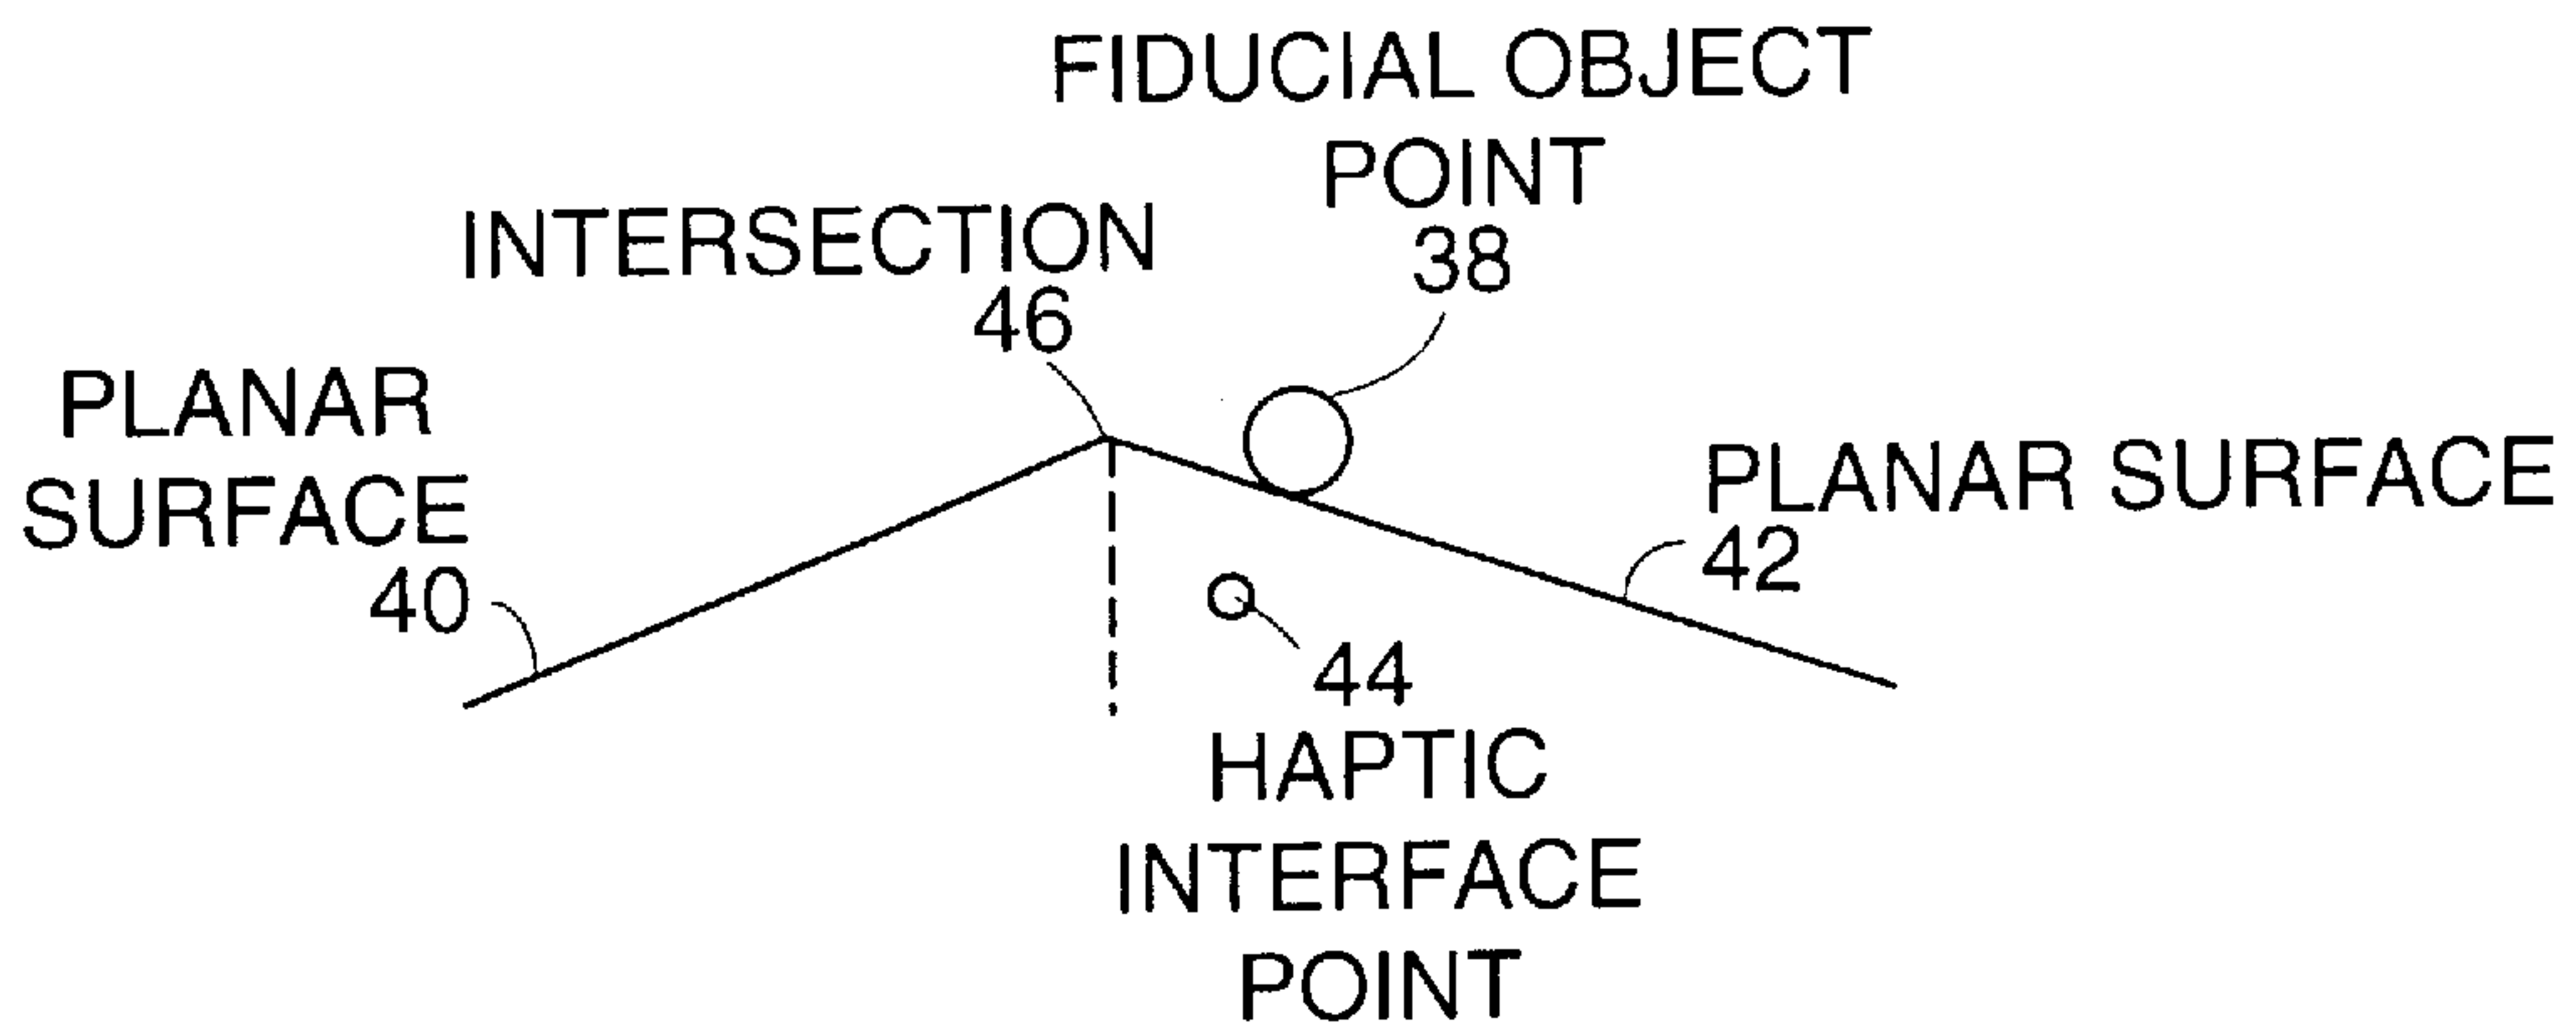 FIDUCIAL OBJECT
POINT
38
INTERSECTION
46
PLANAR
SURFACE
40
PLANAR SURFACE
42
44
HAPTIC
INTERFACE
POINT